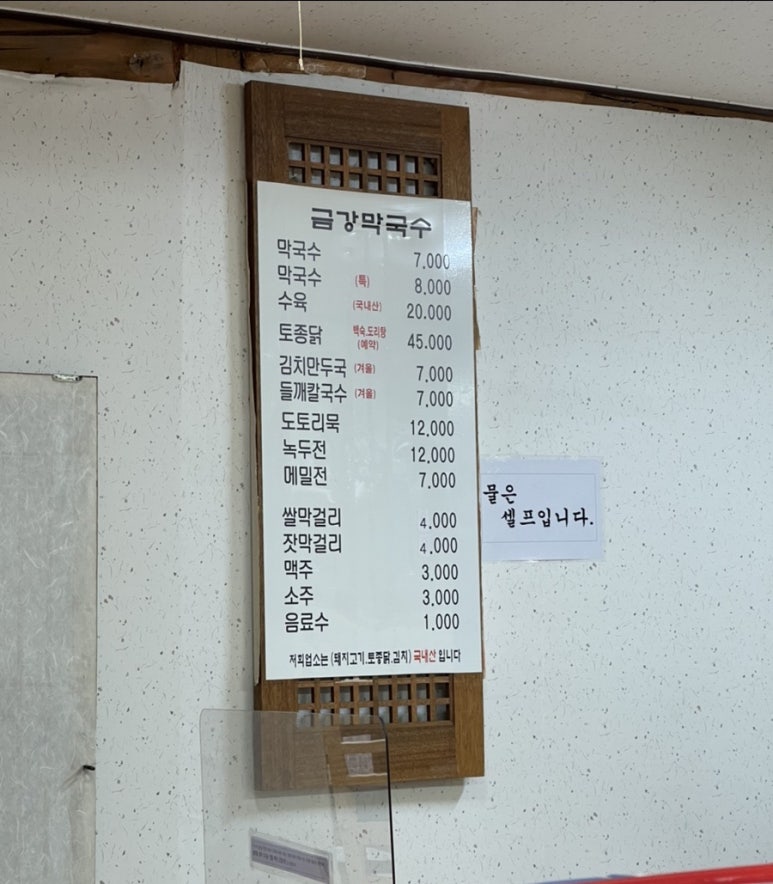 금강막국수
막국수 7,000
막국수 (특) 8,000
수육 (국내산) 20,000
토종닭 백숙,도리탕 (예약) 45,000
김치만두국 (겨울) 7,000
들깨칼국수 (겨울) 7,000
도토리묵 12,000
녹두전 12,000
메밀전 7,000
쌀막걸리 4,000
잣막걸리 4,000
맥주 3,000
소주 3,000
음료수 1,000
저희업소는 (돼지고기,토종닭,김치) 국내산 입니다
물은
셀프입니다.